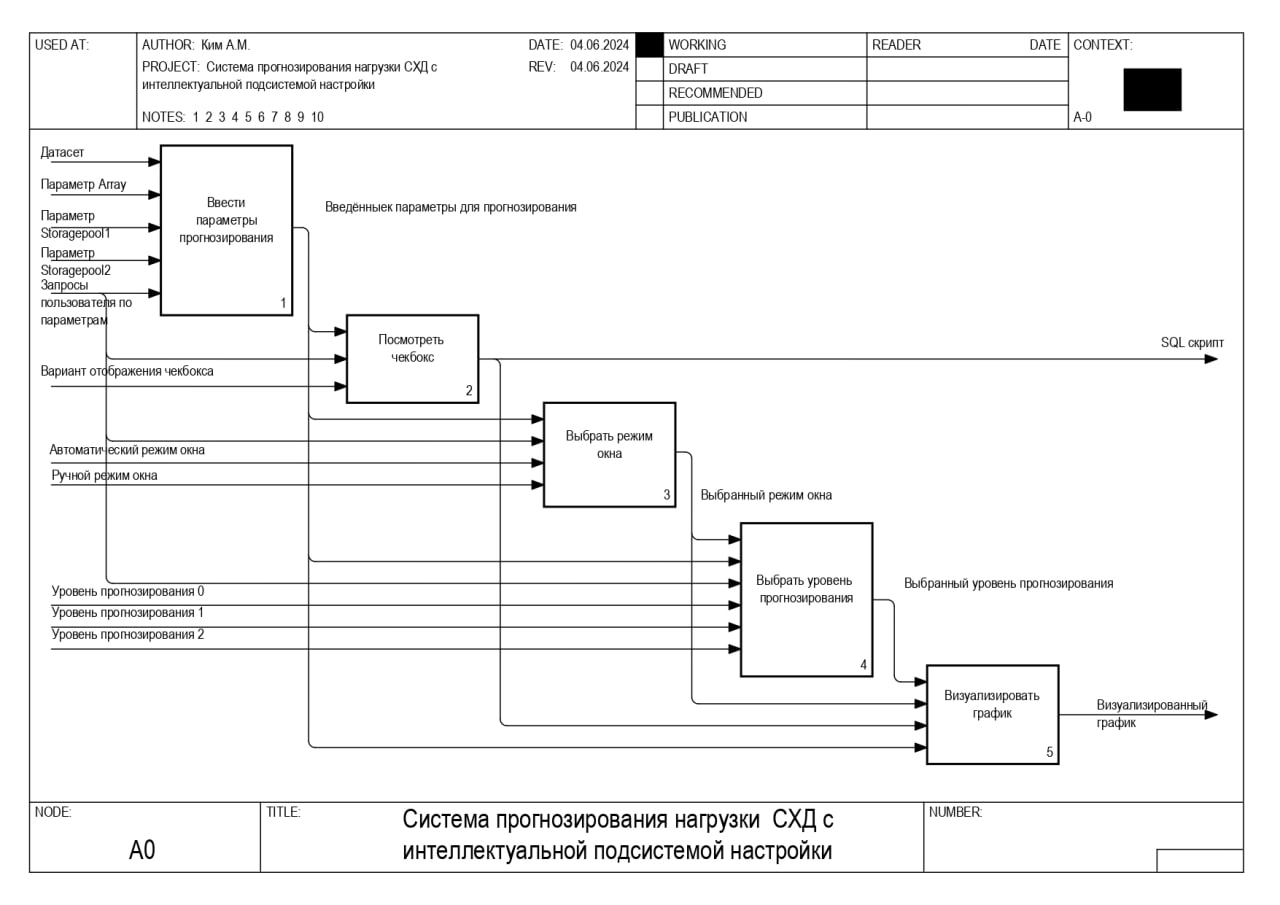 USED AT:
AUTHOR: Ким А.М.
DATE: 04.06.2024
PROJECT: Система прогнозирования нагрузки СХД с
интеллектуальной подсистемой настройки
REV: 04.06.2024
NOTES: 1 2 3 4 5 6 7 8 9 10
WORKING
DRAFT
RECOMMENDED
PUBLICATION
READER DATE
CONTEXT:
A-0
Датасет
Параметр Array
Параметр
Storagepool1
Параметр
Storagepool2
Запросы
пользователя по
параметрам
Ввести
параметры
прогнозирования
1
Введённыек параметры для прогнозирования
Посмотреть
чекбокс
2
SQL скрипт
Вариант отображения чекбокса
Выбрать режим
окна
3
Автоматический режим окна
Ручной режим окна
Выбранный режим окна
Выбрать уровень
прогнозирования
4
Выбранный уровень прогнозирования
Уровень прогнозирования 0
Уровень прогнозирования 1
Уровень прогнозирования 2
Визуализировать
график
5
Визуализированный
график
NODE:
A0
TITLE:
Система прогнозирования нагрузки СХД с
интеллектуальной подсистемой настройки
NUMBER: